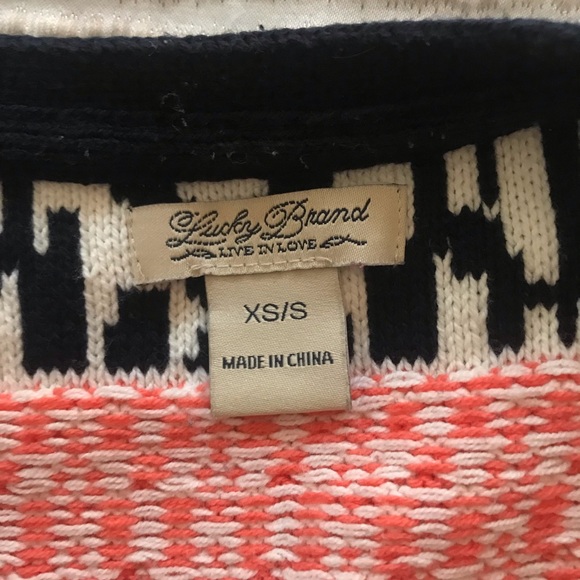 Lucky Brand
LIVE IN LOVE
XS/S
MADE IN CHINA